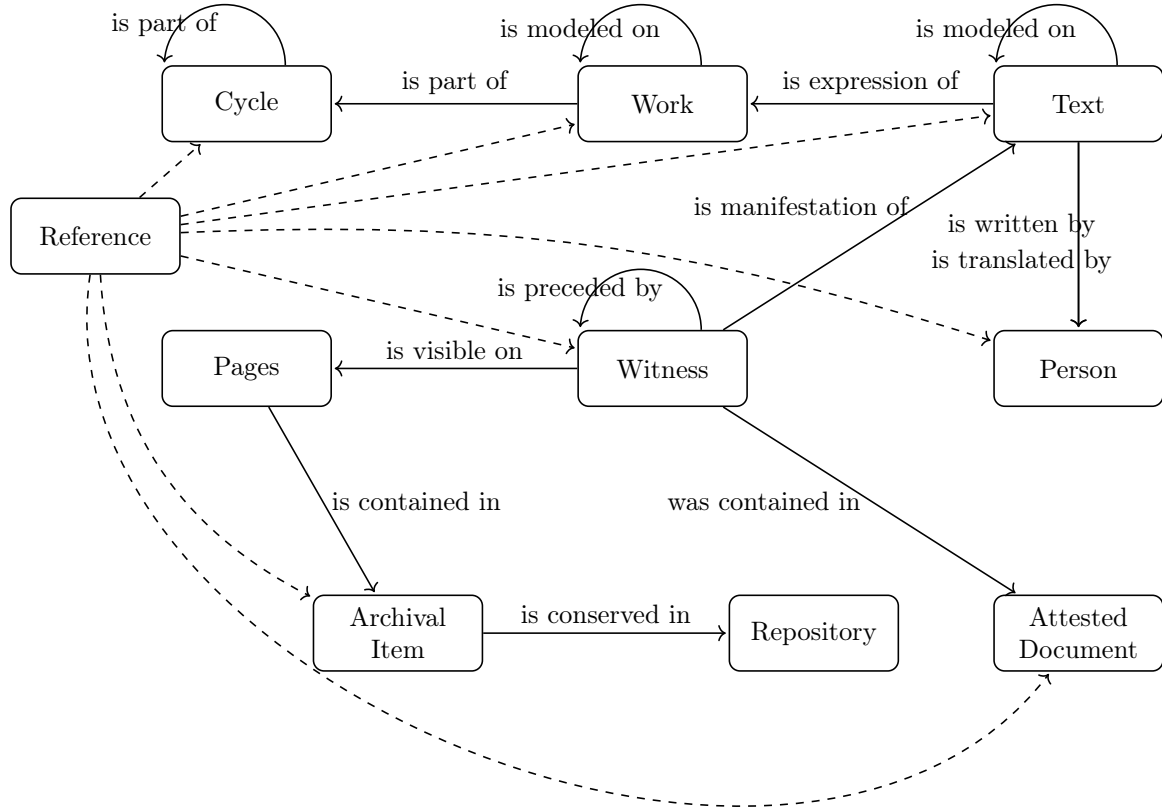 is part of
is modeled on
is modeled on
Cycle
is part of
Work
is expression of
Text
Reference
is manifestation of
is written by
is translated by
is preceded by
Pages
is visible on
Witness
Person
is contained in
was contained in
Archival
Item
is conserved in
Repository
Attested
Document